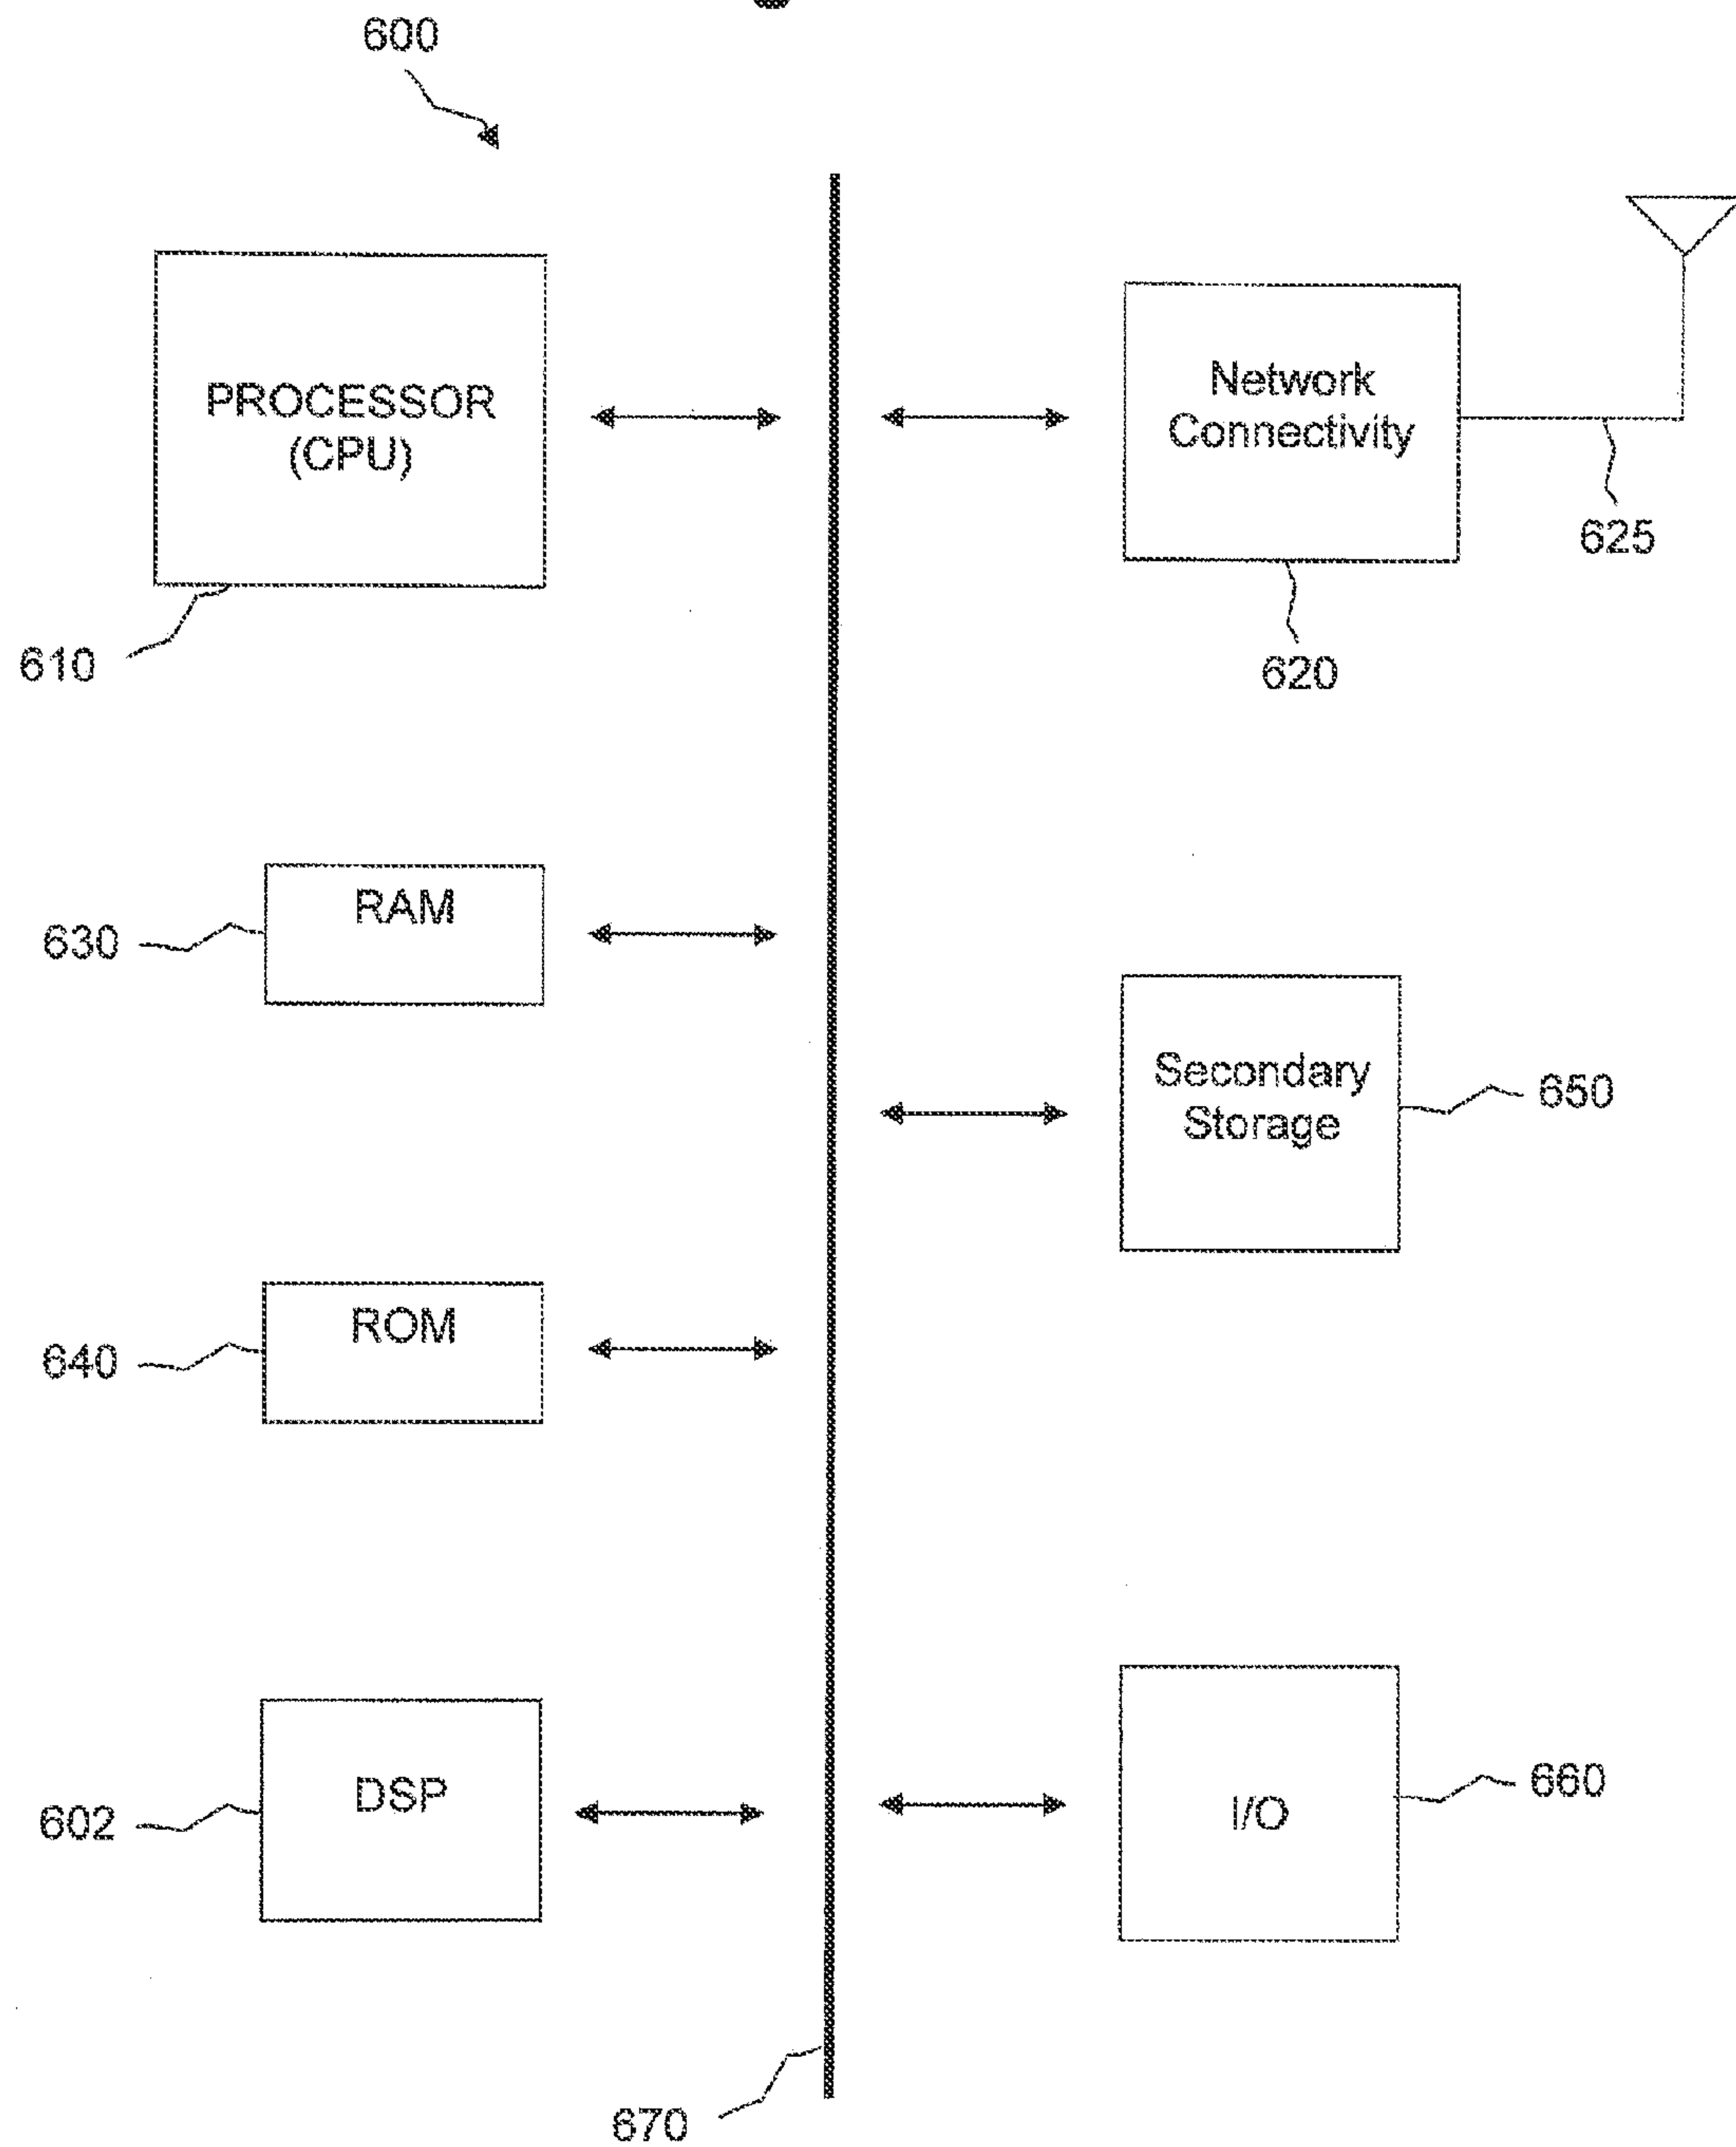 600
PROCESSOR
(CPU)
610
Network
Connectivity
625
620
RAM
630
Secondary
Storage
650
ROM
640
DSP
602
I/O
660
670